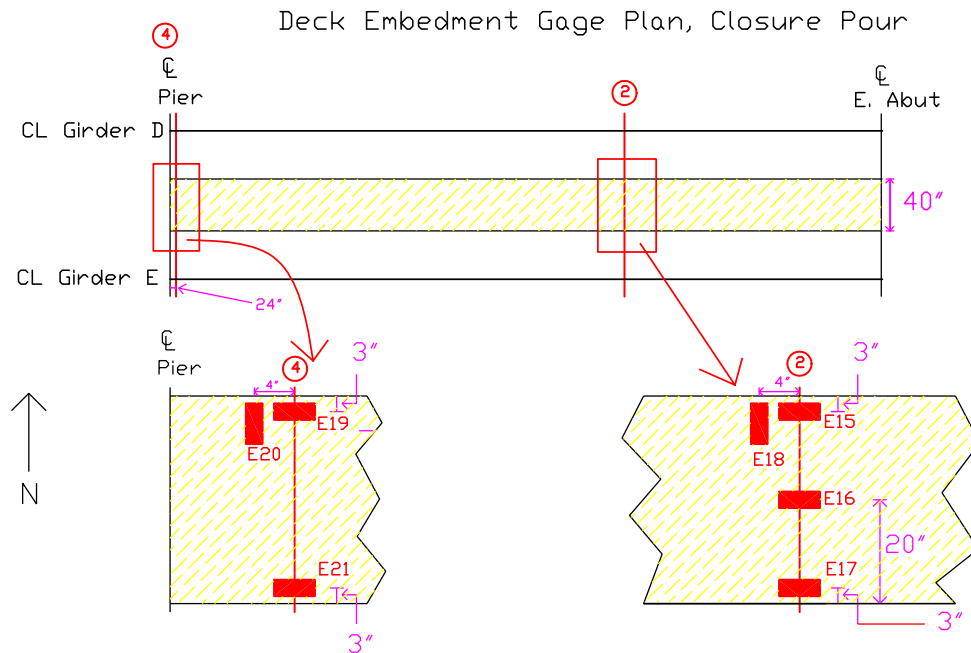 Deck Embedment Gage Plan, Closure Pour
4
℄
Pier
2
℄
E. Abut
CL Girder D
40"
CL Girder E
24"
℄
Pier
4
3"
4"
E19
E20
E21
3"
N
2
3"
4"
E15
E18
E16
20"
E17
3"